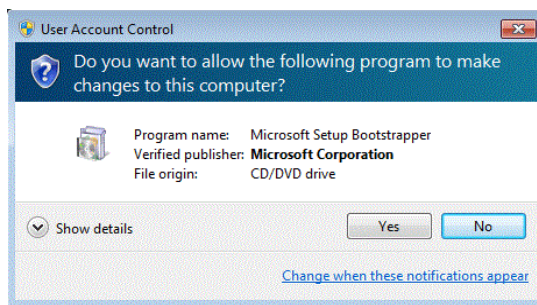 User Account Control
Do you want to allow the following program to make
changes to this computer?
Program name: Microsoft Setup Bootstrapper
Verified publisher: Microsoft Corporation
File origin: CD/DVD drive
Show details
Yes
No
Change when these notifications appear